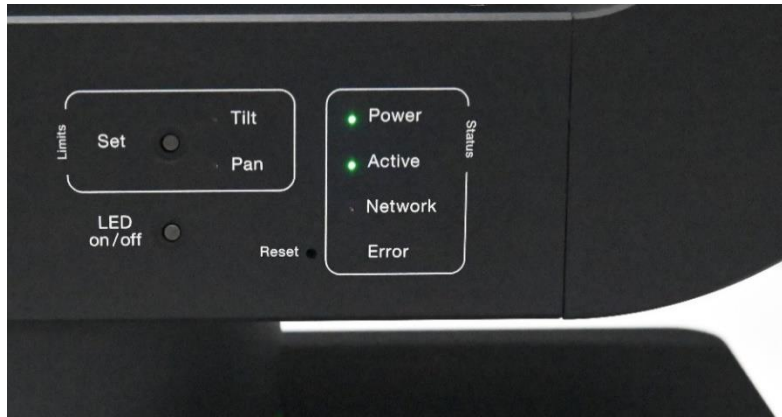 Limits
Set
Tilt
Pan
LED
on/off
Reset
Status
Power
Active
Network
Error